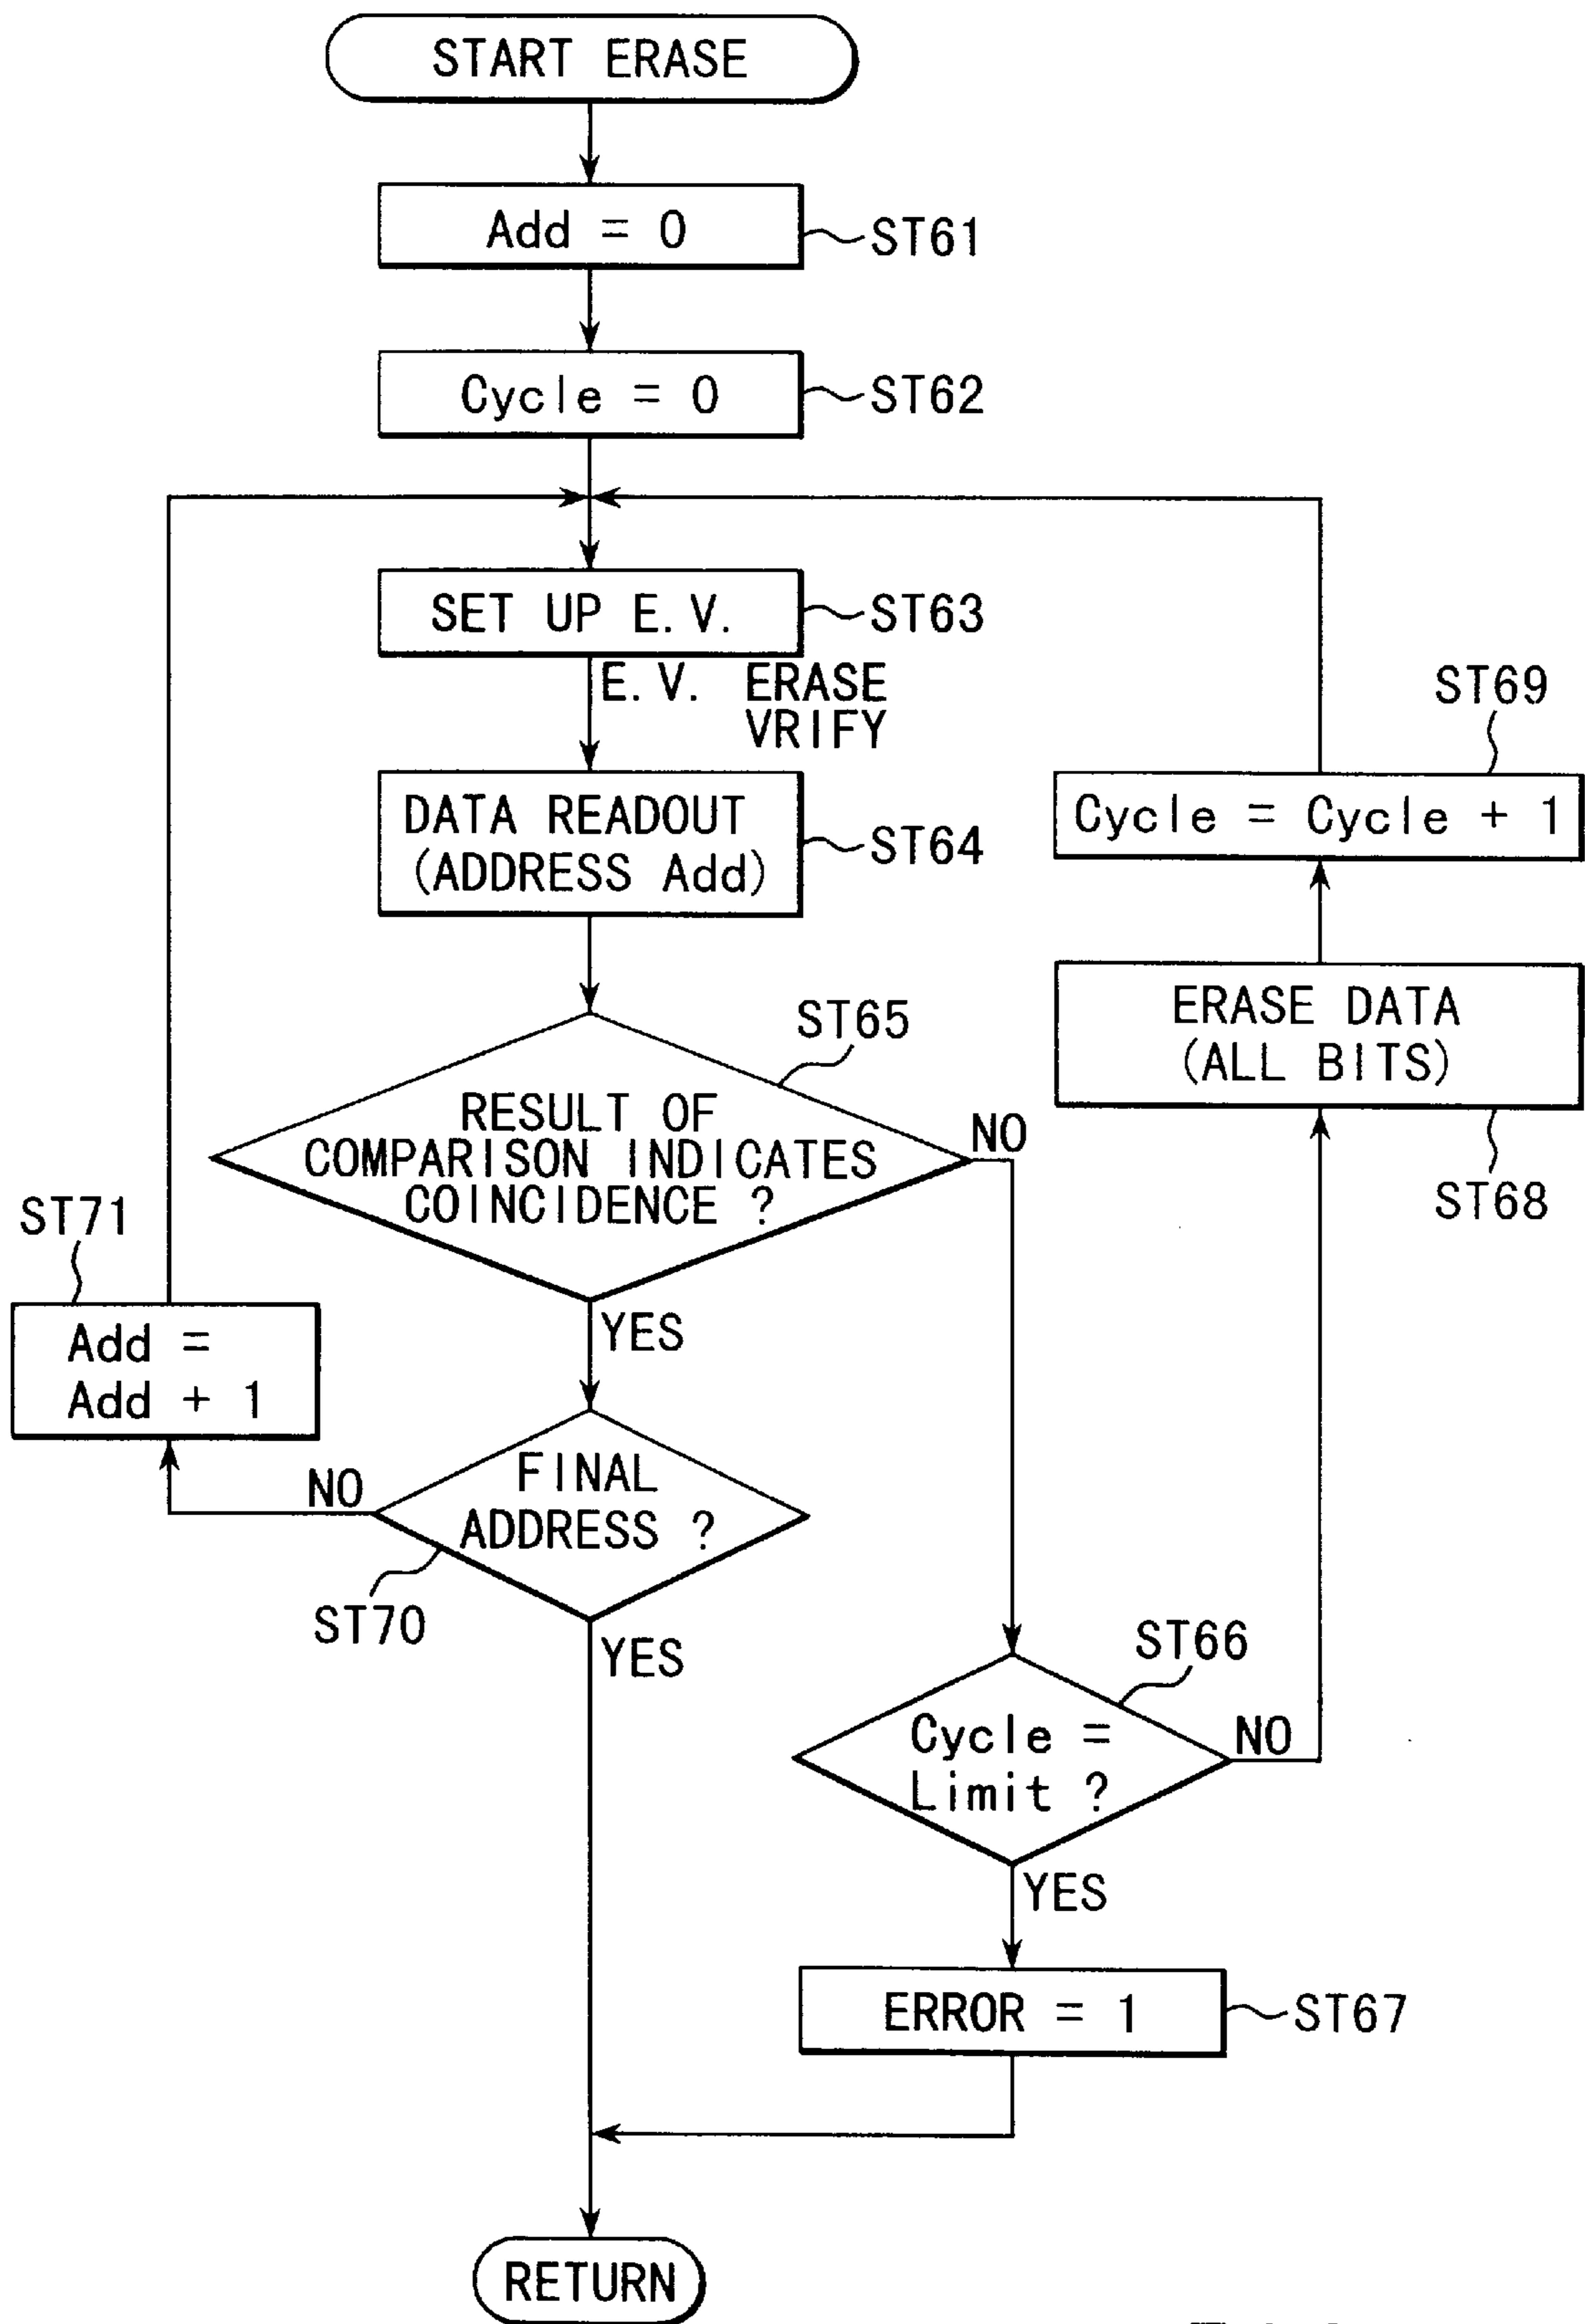 START ERASE
Add = 0
ST61
Cycle = 0
ST62
SET UP E.V.
ST63
E.V. ERASE
VRIFY
ST69
DATA READOUT
(ADDRESS Add)
ST64
Cycle = Cycle + 1
ERASE DATA
(ALL BITS)
ST68
ST65
RESULT OF
COMPARISON INDICATES
COINCIDENCE ?
NO
YES
ST71
Add =
Add + 1
NO
FINAL
ADDRESS ?
ST70
YES
ST66
Cycle =
Limit ?
NO
YES
ERROR = 1
ST67
RETURN